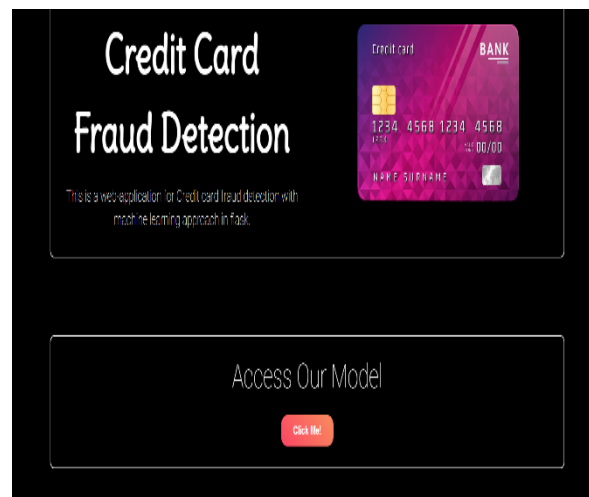 Credit Card
Fraud Detection
This is a web-application for Credit card fraud detection with
machine learning approach in flask.
Credit card BANK
1234 4568 1234 4568
00/00
NAME SURNAME
Access Our Model
Click Me!